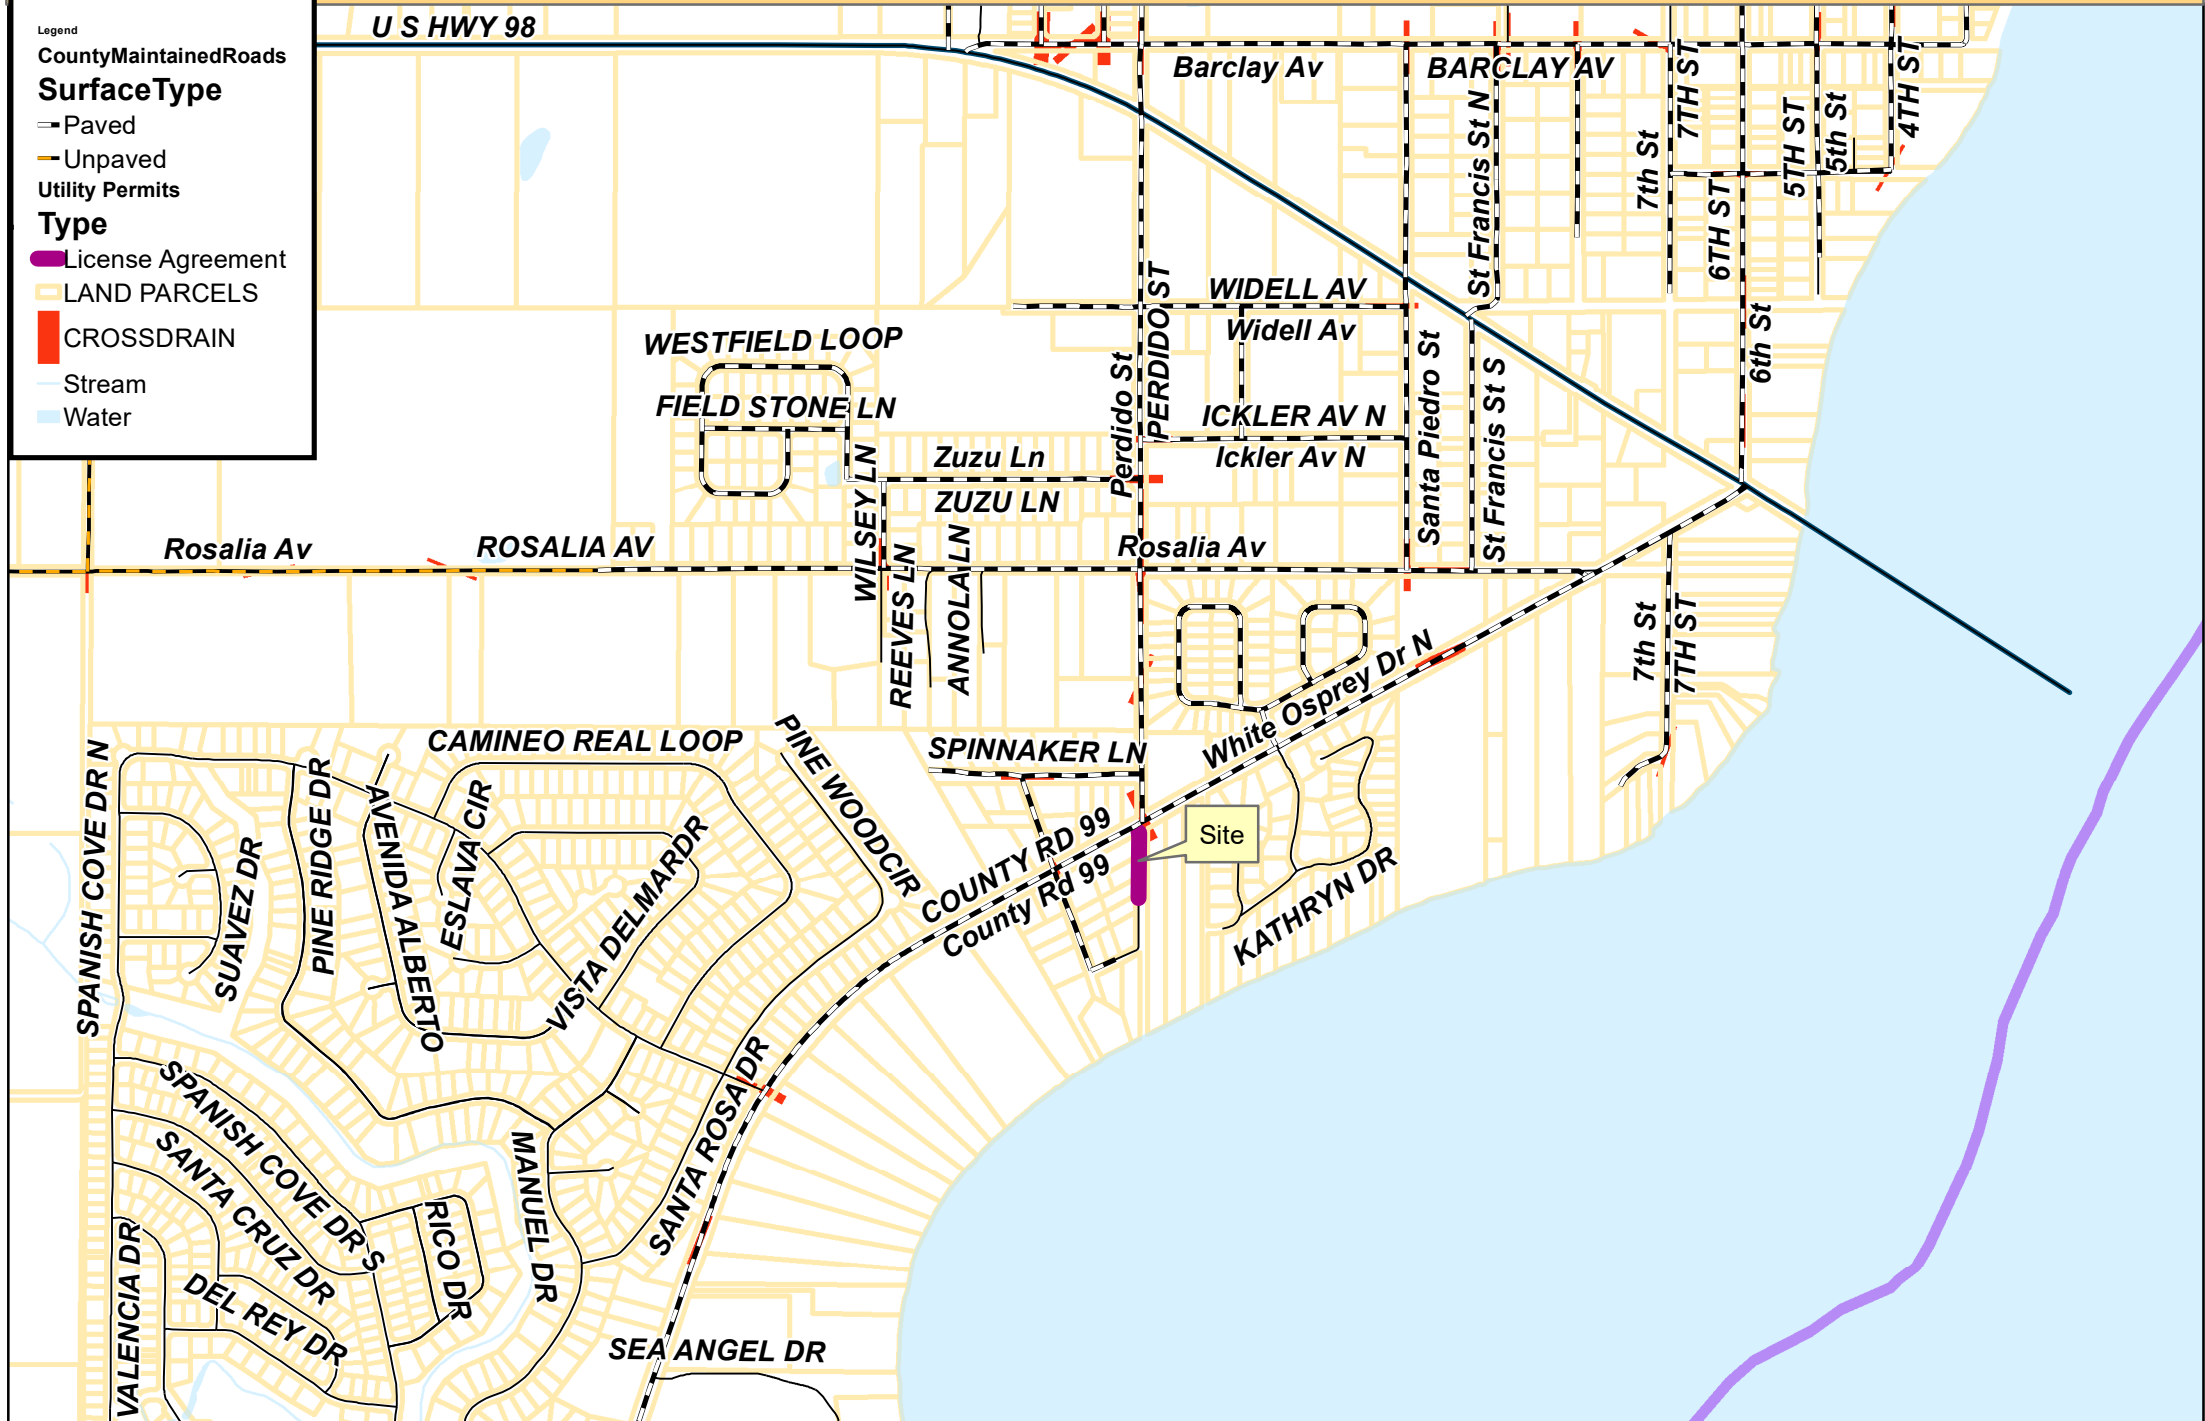 Legend
CountyMaintainedRoads
SurfaceType
Paved
Unpaved
Utility Permits
Type
License Agreement
LAND PARCELS
CROSSDRAIN
Stream
Water
U S HWY 98
Barclay Av
BARCLAY AV
7TH ST
7th St
6TH ST
5TH ST
5th St
4TH ST
St Francis St N
WIDELL AV
Widell Av
PERDIDO ST
Perdido St
6th St
WESTFIELD LOOP
FIELD STONE LN
ICKLER AV N
Ickler Av N
Santa Piedro St
St Francis St S
Zuzu Ln
ZUZU LN
WILSEY LN
Rosalia Av
ROSALIA AV
Rosalia Av
REEVES LN
ANNOLA LN
7th St
7TH ST
White Osprey Dr N
CAMINEO REAL LOOP
PINE WOODCIR
SPINNAKER LN
SPANISH COVE DR N
PINE RIDGE DR
AVENIDA ALBERTO
ESLAVA CIR
SUAVEZ DR
VISTA DELMARDR
COUNTY RD 99
County Rd 99
Site
KATHRYN DR
SPANISH COVE DR S
SANTA CRUZ DR
DEL REY DR
VALENCIA DR
RICO DR
MANUEL DR
SANTA ROSA DR
SEA ANGEL DR